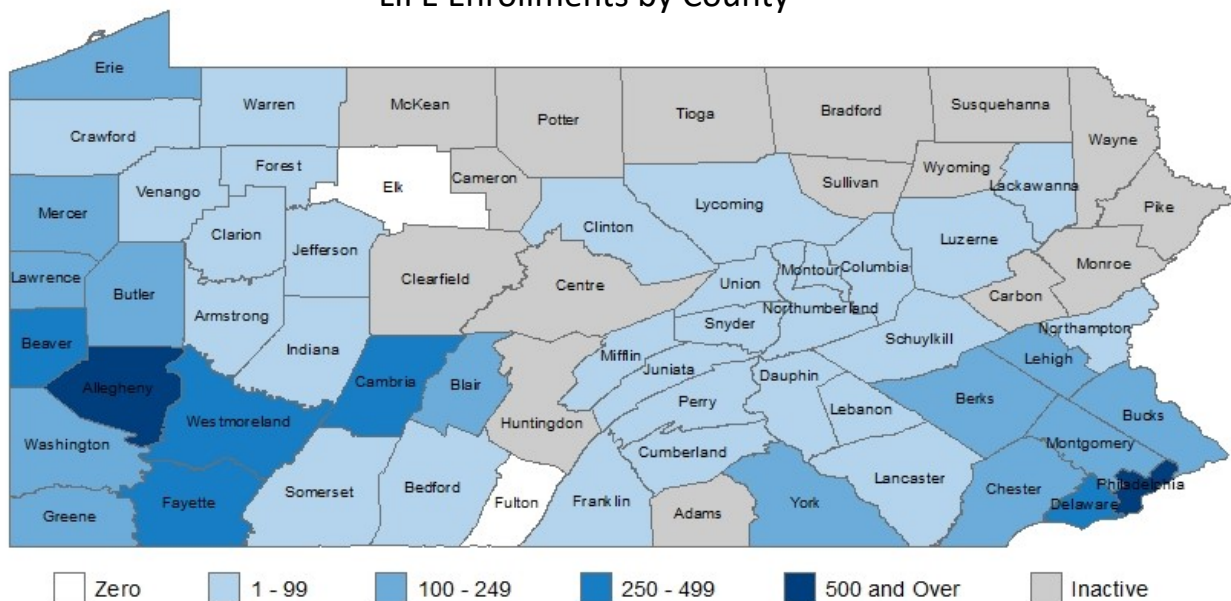 LIFE Enrollments by County
Erie
Warren
McKean
Potter
Tioga
Bradford
Susquehanna
Wayne
Crawford
Forest
Elk
Cameron
Sullivan
Wyoming
Lackawanna
Pike
Venango
Mercer
Clarion
Jefferson
Clinton
Lycoming
Luzerne
Monroe
Lawrence
Butler
Clearfield
Centre
Union
Montour
Columbia
Carbon
Armstrong
Northumberland
Northampton
Beaver
Indiana
Snyder
Schuylkill
Mifflin
Lehigh
Allegheny
Cambria
Blair
Juniata
Dauphin
Berks
Perry
Lebanon
Bucks
Westmoreland
Huntingdon
Washington
Cumberland
Montgomery
Lancaster
Philadelphia
Somerset
Bedford
Fulton
Franklin
Adams
York
Chester
Delaware
Fayette
Greene
Zero 1 - 99 100 - 249 250 - 499 500 and Over Inactive